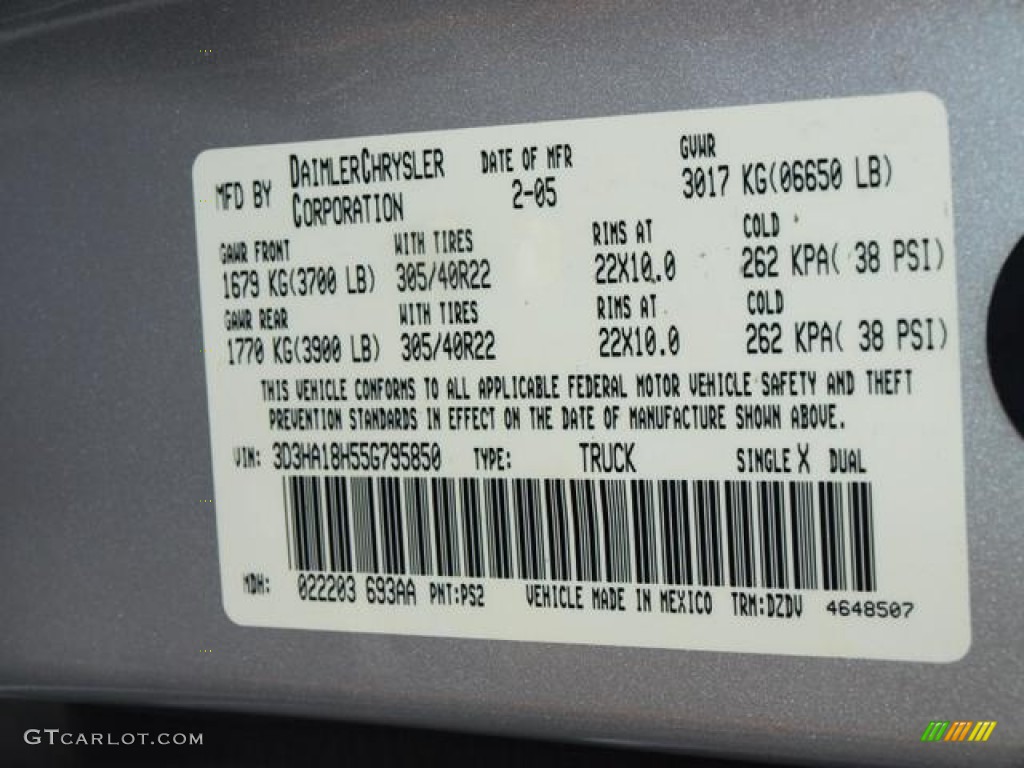 MFD BY DAIMLERCHRYSLER CORPORATION DATE OF MFR 2-05 GVWR 3017 KG(06650 LB)
GAWR FRONT WITH TIRES RIMS AT COLD
1679 KG(3700 LB) 305/40R22 22X10.0 262 KPA( 38 PSI)
GAWR REAR WITH TIRES RIMS AT COLD
1770 KG(3900 LB) 305/40R22 22X10.0 262 KPA( 38 PSI)
THIS VEHICLE CONFORMS TO ALL APPLICABLE FEDERAL MOTOR VEHICLE SAFETY AND THEFT
PREVENTION STANDARDS IN EFFECT ON THE DATE OF MANUFACTURE SHOWN ABOVE.
VIN: 3D3HA18H55G795850 TYPE: TRUCK SINGLE X DUAL
MDH: 022203 693AA PNT:PS2 VEHICLE MADE IN MEXICO TRM:DZDV 4648507
GTCARLOT.COM